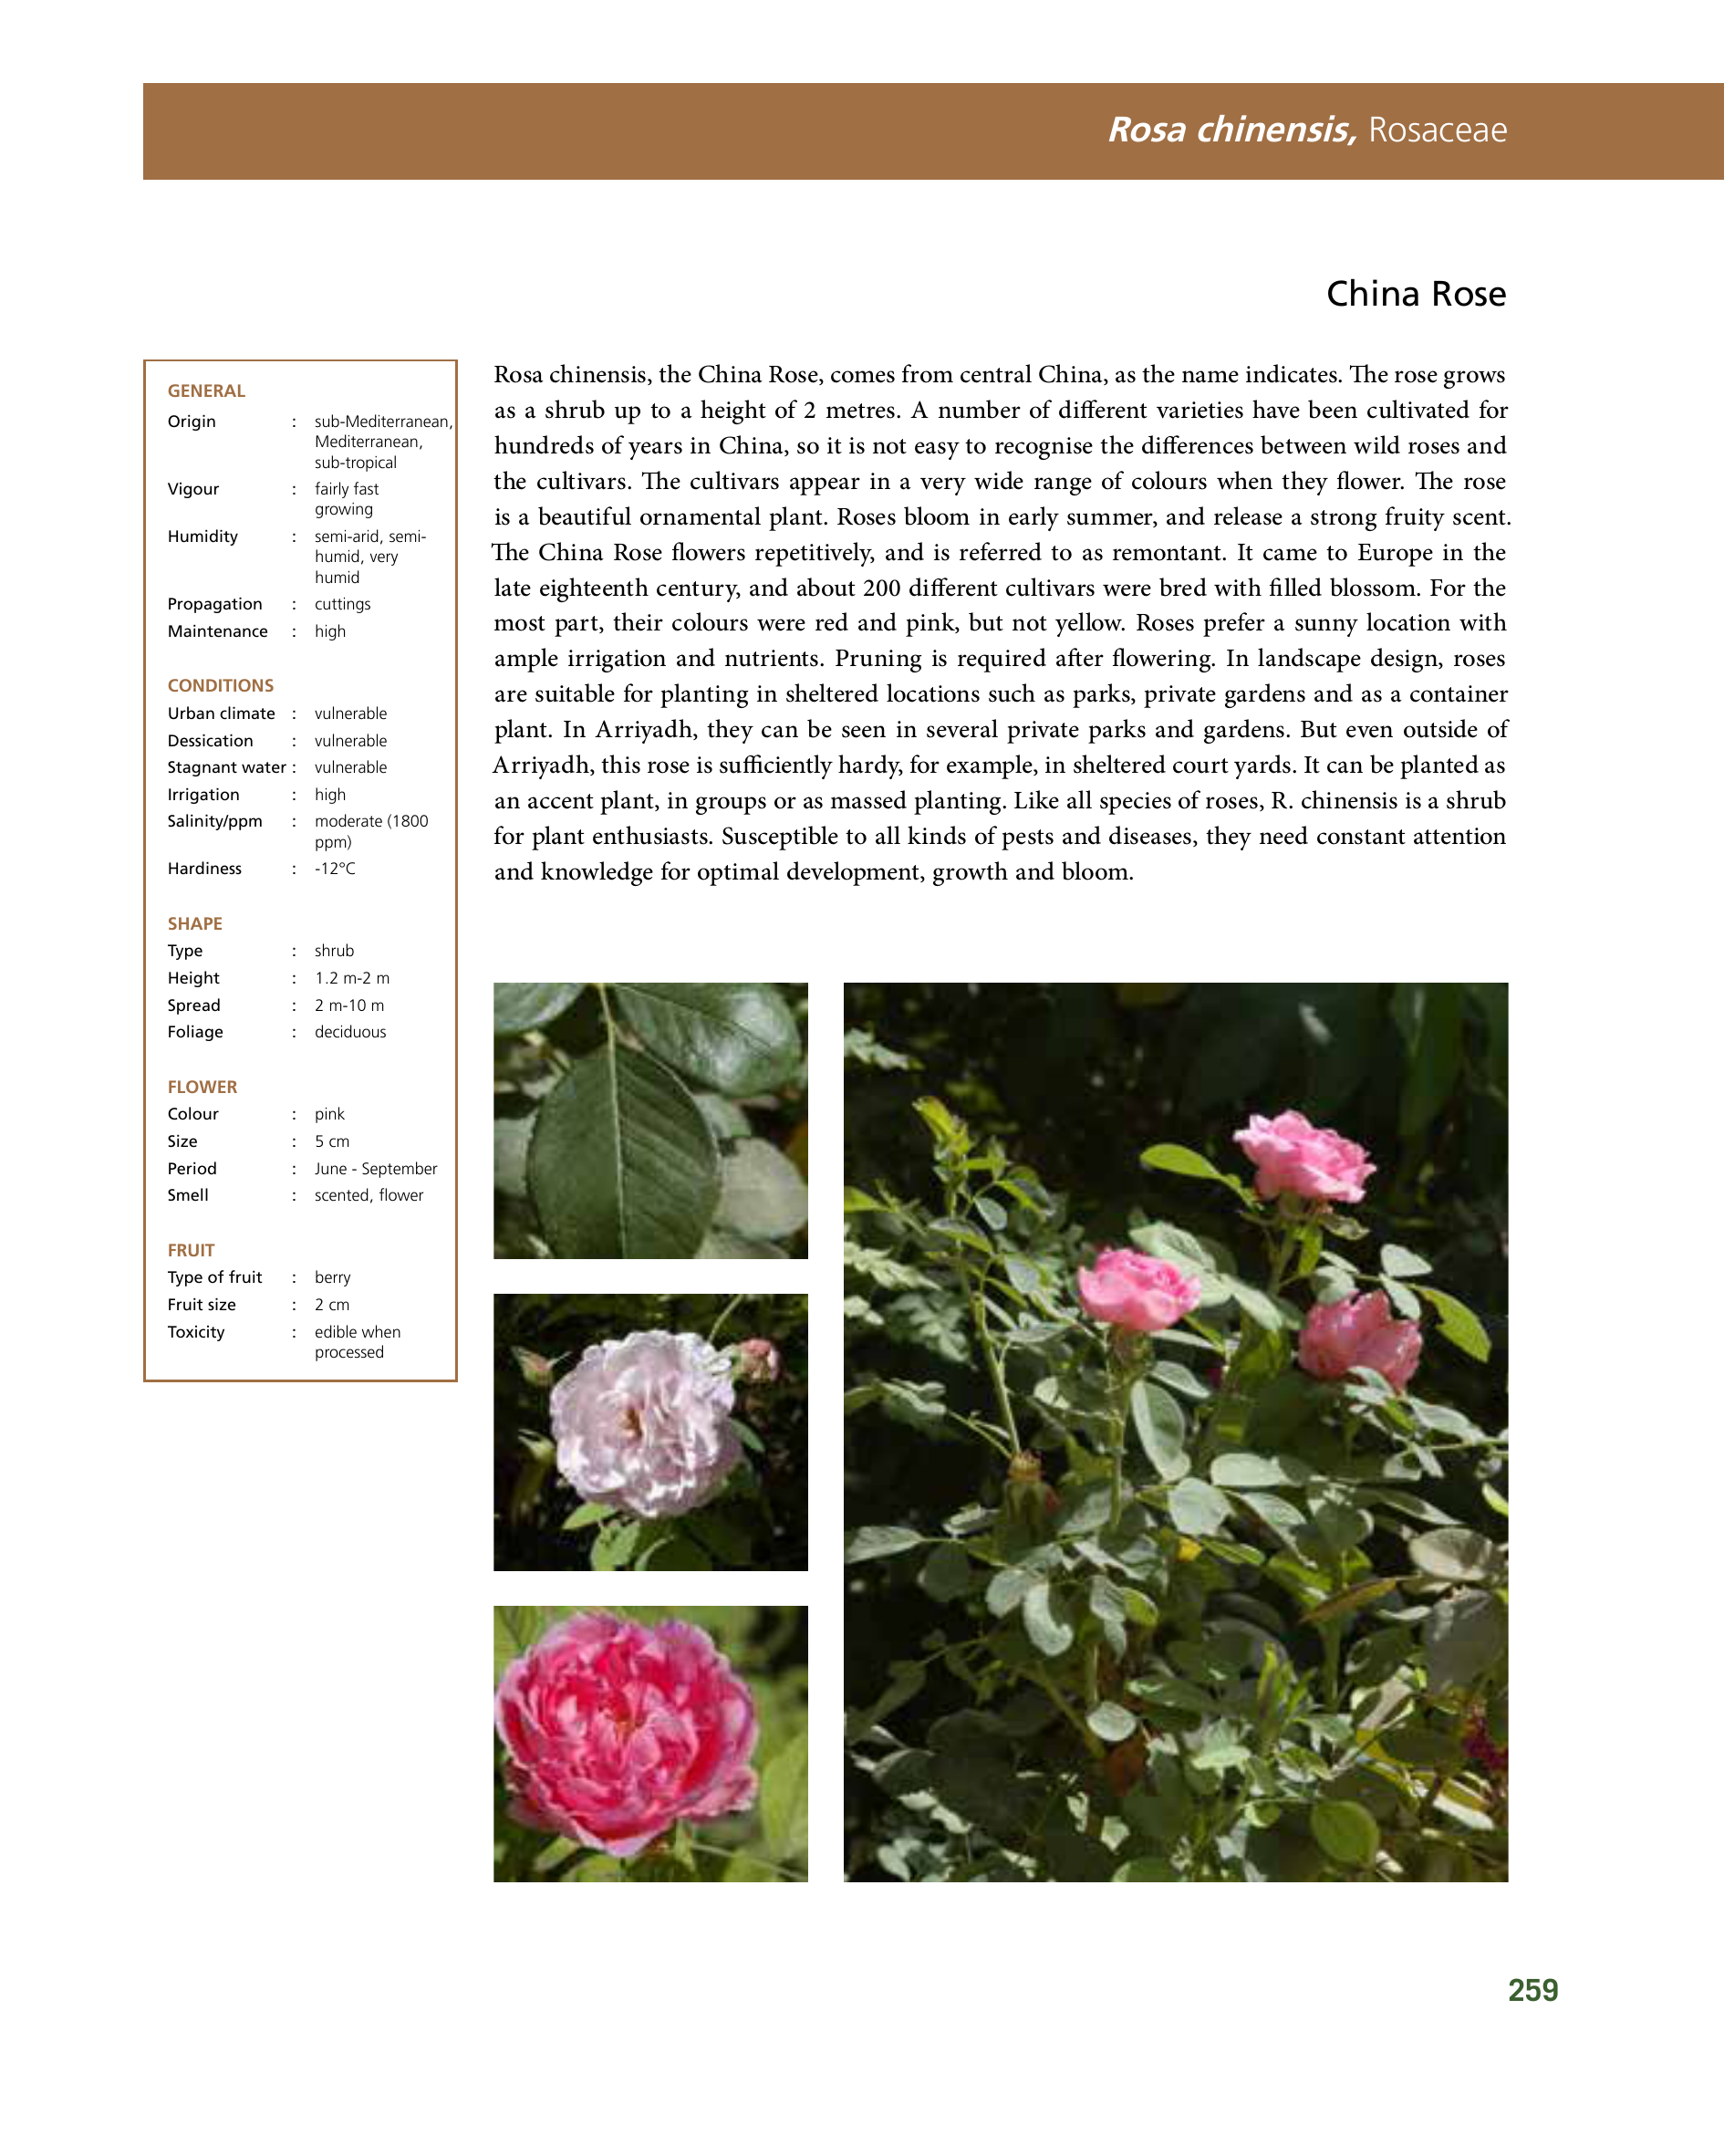 Rosa chinensis, Rosaceae
China Rose
GENERAL
Origin : sub-Mediterranean,
Mediterranean,
sub-tropical
Vigour : fairly fast
growing
Humidity : semi-arid, semi-
humid, very
humid
Propagation : cuttings
Maintenance : high
CONDITIONS
Urban climate : vulnerable
Dessication : vulnerable
Stagnant water : vulnerable
Irrigation : high
Salinity/ppm : moderate (1800
ppm)
Hardiness : -12°C
SHAPE
Type : shrub
Height : 1.2 m-2 m
Spread : 2 m-10 m
Foliage : deciduous
FLOWER
Colour : pink
Size : 5 cm
Period : June - September
Smell : scented, flower
FRUIT
Type of fruit : berry
Fruit size : 2 cm
Toxicity : edible when
processed
Rosa chinensis, the China Rose, comes from central China, as the name indicates. The rose grows
as a shrub up to a height of 2 metres. A number of different varieties have been cultivated for
hundreds of years in China, so it is not easy to recognise the differences between wild roses and
the cultivars. The cultivars appear in a very wide range of colours when they flower. The rose
is a beautiful ornamental plant. Roses bloom in early summer, and release a strong fruity scent.
The China Rose flowers repetitively, and is referred to as remontant. It came to Europe in the
late eighteenth century, and about 200 different cultivars were bred with filled blossom. For the
most part, their colours were red and pink, but not yellow. Roses prefer a sunny location with
ample irrigation and nutrients. Pruning is required after flowering. In landscape design, roses
are suitable for planting in sheltered locations such as parks, private gardens and as a container
plant. In Arriyadh, they can be seen in several private parks and gardens. But even outside of
Arriyadh, this rose is sufficiently hardy, for example, in sheltered court yards. It can be planted as
an accent plant, in groups or as massed planting. Like all species of roses, R. chinensis is a shrub
for plant enthusiasts. Susceptible to all kinds of pests and diseases, they need constant attention
and knowledge for optimal development, growth and bloom.
259